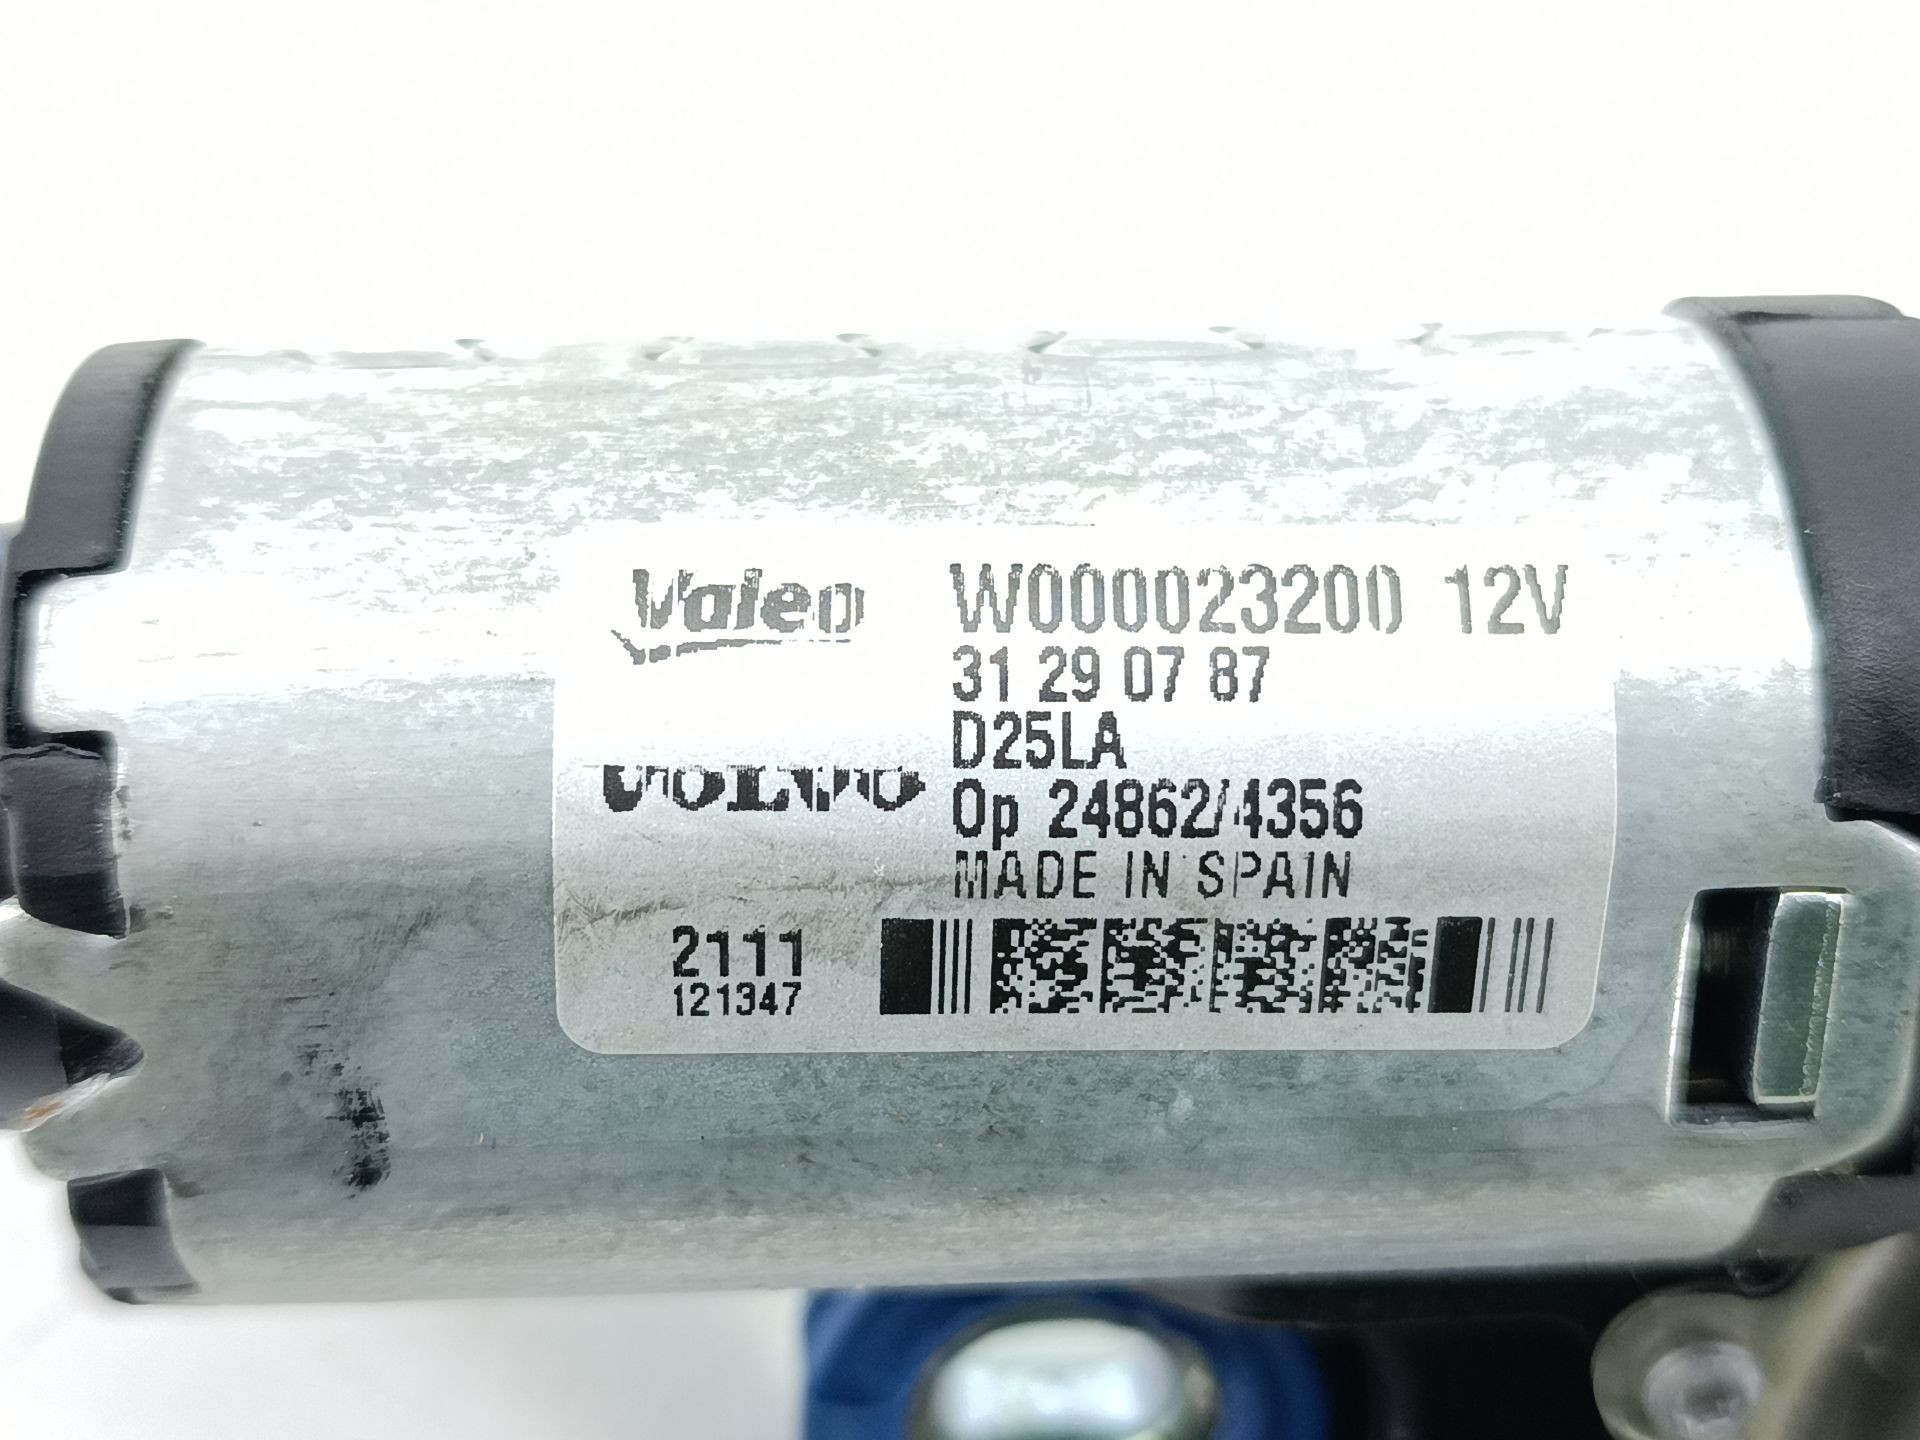 Valeo W000023200 12V
31 29 07 87
D25LA
VOLVO
Op 24862/4356
MADE IN SPAIN
2111
121347